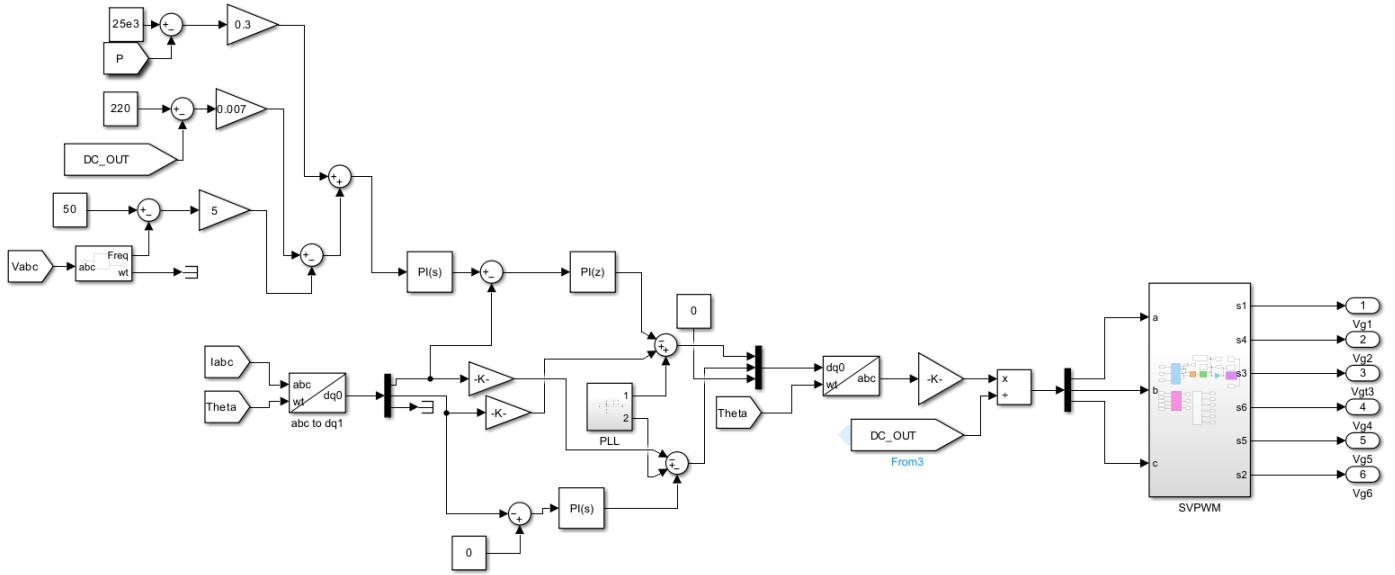 25e3
P
0.3
220
0.007
DC_OUT
50
5
Vabc
abc
Freq
wt
PI(s)
PI(z)
0
Iabc
Theta
abc
wt
dq0
abc to dq1
-K-
-K-
1
2
PLL
dq0
wt
abc
Theta
-K-
x
÷
DC_OUT
From3
PI(s)
0
a
b
c
s1
s4
s3
s6
s5
s2
SVPWM
1
Vg1
2
Vg2
3
Vgt3
4
Vg4
5
Vg5
6
Vg6